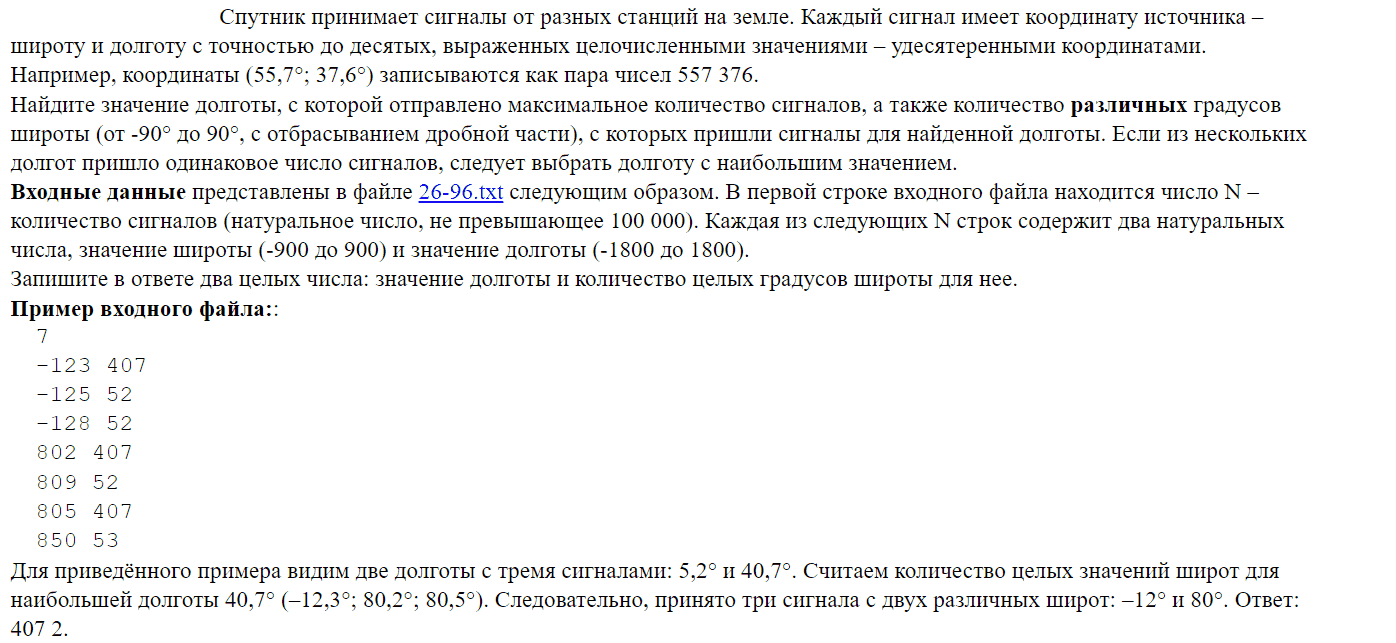 Спутник принимает сигналы от разных станций на земле. Каждый сигнал имеет координату источника –
широту и долготу с точностью до десятых, выраженных целочисленными значениями – удесятеренными координатами.
Например, координаты (55,7°; 37,6°) записываются как пара чисел 557 376.
Найдите значение долготы, с которой отправлено максимальное количество сигналов, а также количество различных градусов
широты (от -90° до 90°, с отбрасыванием дробной части), с которых пришли сигналы для найденной долготы. Если из нескольких
долгот пришло одинаковое число сигналов, следует выбрать долготу с наибольшим значением.
Входные данные представлены в файле 26-96.txt следующим образом. В первой строке входного файла находится число N –
количество сигналов (натуральное число, не превышающее 100 000). Каждая из следующих N строк содержит два натуральных
числа, значение широты (-900 до 900) и значение долготы (-1800 до 1800).
Запишите в ответе два целых числа: значение долготы и количество целых градусов широты для нее.
Пример входного файла::
7
-123 407
-125 52
-128 52
802 407
809 52
805 407
850 53
Для приведённого примера видим две долготы с тремя сигналами: 5,2° и 40,7°. Считаем количество целых значений широт для
наибольшей долготы 40,7° (–12,3°; 80,2°; 80,5°). Следовательно, принято три сигнала с двух различных широт: –12° и 80°. Ответ:
407 2.